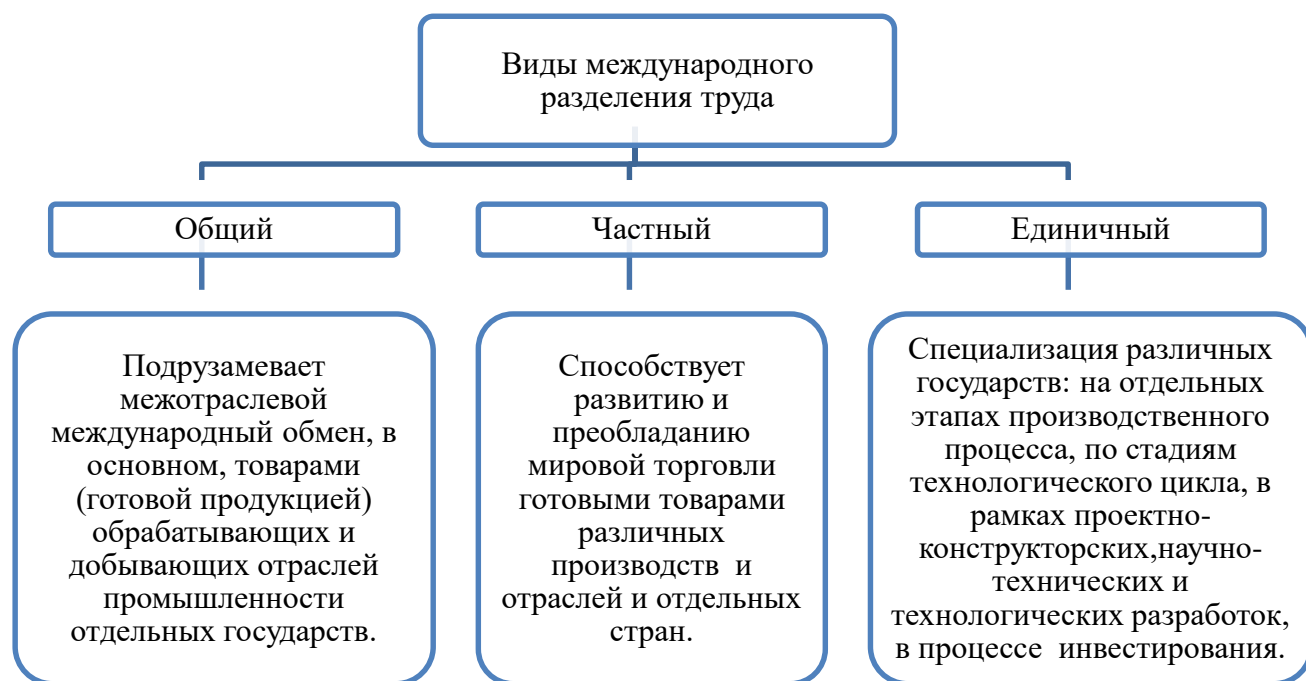 Виды международного
разделения труда
Общий
Частный
Единичный
Подрузамевает
межотраслевой
международный обмен, в
основном, товарами
(готовой продукцией)
обрабатывающих и
добывающих отраслей
промышленности
отдельных государств.
Способствует
развитию и
преобладанию
мировой торговли
готовыми товарами
различных
производств и
отраслей и отдельных
стран.
Специализация различных
государств: на отдельных
этапах производственного
процесса, по стадиям
технологического цикла, в
рамках проектно-
конструкторских,научно-
технических и
технологических разработок,
в процессе инвестирования.